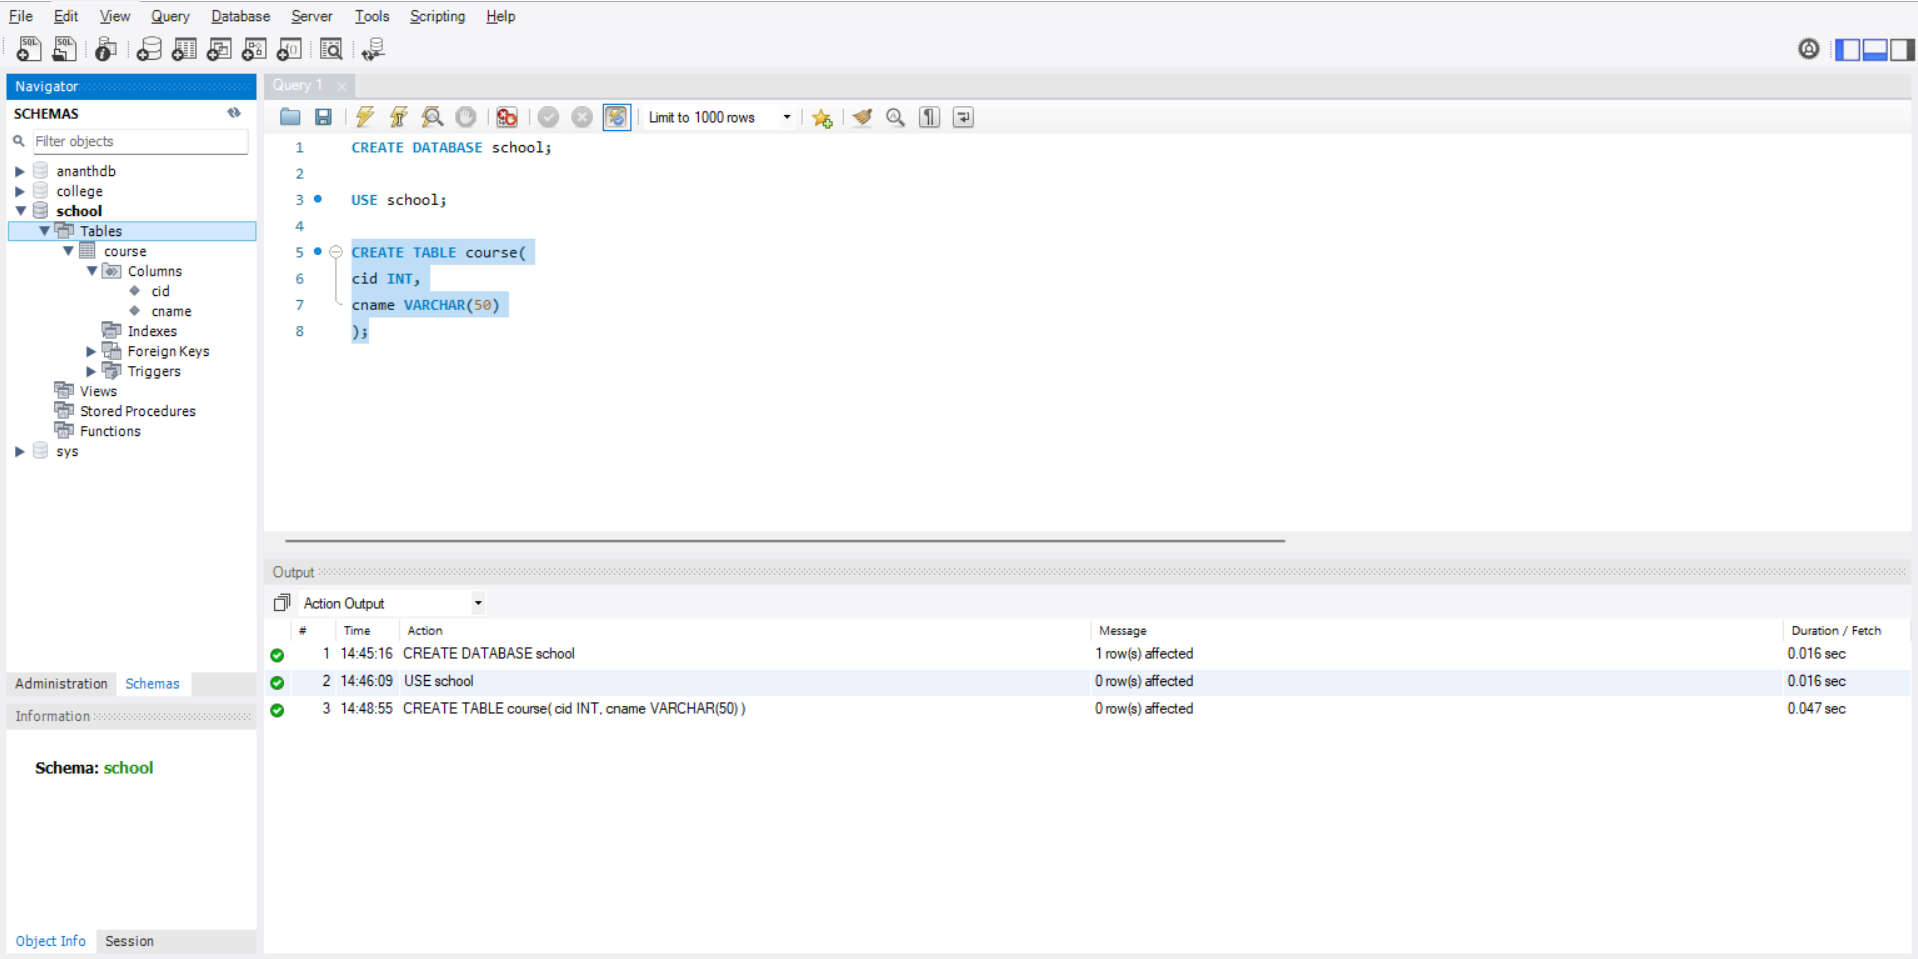 File Edit View Query Database Server Tools Scripting Help
SQL SQL
Navigator
SCHEMAS
Filter objects
ananthdb
college
school
Tables
course
Columns
cid
cname
Indexes
Foreign Keys
Triggers
Views
Stored Procedures
Functions
sys
Administration Schemas
Information
Schema: school
Object Info Session
Query 1
Limit to 1000 rows
1 CREATE DATABASE school;
2
3 USE school;
4
5 CREATE TABLE course(
6 cid INT,
7 cname VARCHAR(50)
8 );
Output
Action Output
# Time Action Message Duration / Fetch
1 14:45:16 CREATE DATABASE school 1 row(s) affected 0.016 sec
2 14:46:09 USE school 0 row(s) affected 0.016 sec
3 14:48:55 CREATE TABLE course( cid INT, cname VARCHAR(50) ) 0 row(s) affected 0.047 sec